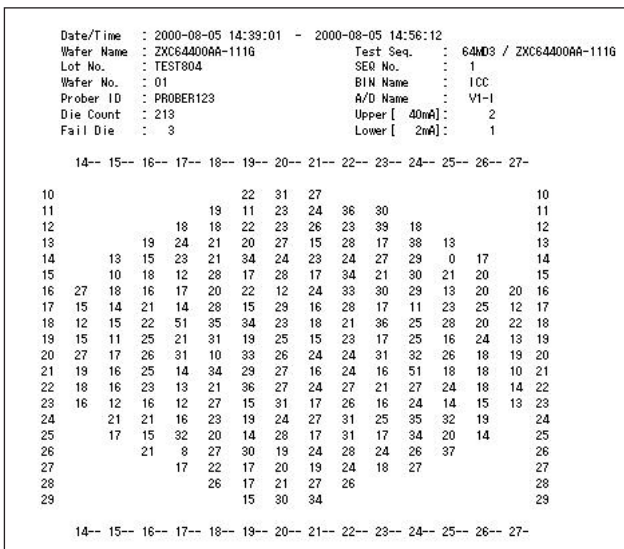 Date/Time : 2000-08-05 14:39:01 - 2000-08-05 14:56:12
Wafer Name : ZXC64400AA-111G Test Seq. : 64MD3 / ZXC64400AA-111G
Lot No. : TEST804 SEQ No. : 1
Wafer No. : 01 BIN Name : ICC
Prober ID : PROBER123 A/D Name : V1-I
Die Count : 213 Upper[ 40mA]: 2
Fail Die : 3 Lower[ 2mA]: 1
14-- 15-- 16-- 17-- 18-- 19-- 20-- 21-- 22-- 23-- 24-- 25-- 26-- 27-
10 22 31 27 10
11 19 11 23 24 36 30 11
12 18 18 22 23 26 23 39 18 12
13 19 24 21 20 27 15 28 17 38 13 13
14 13 15 23 21 34 24 23 24 27 29 0 17 14
15 10 18 12 28 17 28 17 34 21 30 21 20 15
16 27 18 16 17 20 22 12 24 33 30 29 13 20 20 16
17 15 14 21 14 28 15 29 16 28 17 11 23 25 12 17
18 12 15 22 51 35 34 23 18 21 36 25 28 20 22 18
19 15 11 25 21 31 19 25 15 23 17 25 16 24 13 19
20 27 17 26 31 10 33 26 24 24 31 32 26 18 19 20
21 19 16 25 14 34 29 27 16 24 16 51 18 18 10 21
22 18 16 23 13 21 36 27 24 27 21 27 24 18 14 22
23 16 12 16 12 27 15 31 17 26 16 24 14 15 13 23
24 21 21 16 23 19 24 27 31 25 35 32 19 24
25 17 15 32 20 14 28 17 31 17 34 20 14 25
26 21 8 27 30 19 24 28 24 26 37 26
27 17 22 17 20 19 24 18 27 27
28 26 17 21 27 26 28
29 15 30 34 29
14-- 15-- 16-- 17-- 18-- 19-- 20-- 21-- 22-- 23-- 24-- 25-- 26-- 27-